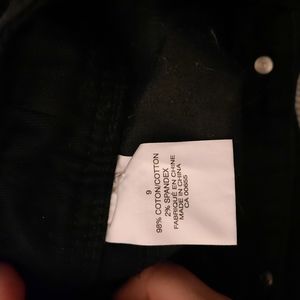 9
98% COTON/COTTON
2% SPANDEX
FABRIQUÉ EN CHINE
MADE IN CHINA
CA 00655